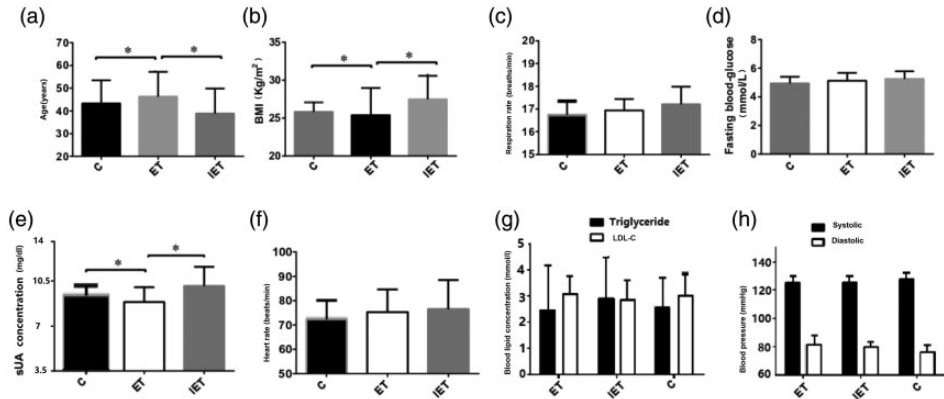 (a)
Age(years)
70
60
50
40
30
20
*
*
C
ET
IET
(b)
BMI (Kg/m²)
35
30
25
20
*
*
C
ET
IET
(c)
Respiration rate (breaths/min)
19
18
17
16
15
C
ET
IET
(d)
Fasting blood-glucose
(mmol/L)
8
6
4
2
0
C
ET
IET
(e)
sUA concentration (mg/dl)
14
10.5
7
3.5
*
*
C
ET
IET
(f)
Heart rate (beats/min)
100
90
80
70
60
50
C
ET
IET
(g)
Triglyceride
LDL-C
Blood lipid concentration (mmol/l)
5
4
3
2
1
0
ET
IET
C
(h)
Systolic
Diastolic
Blood pressure (mmHg)
120
100
80
60
ET
IET
C